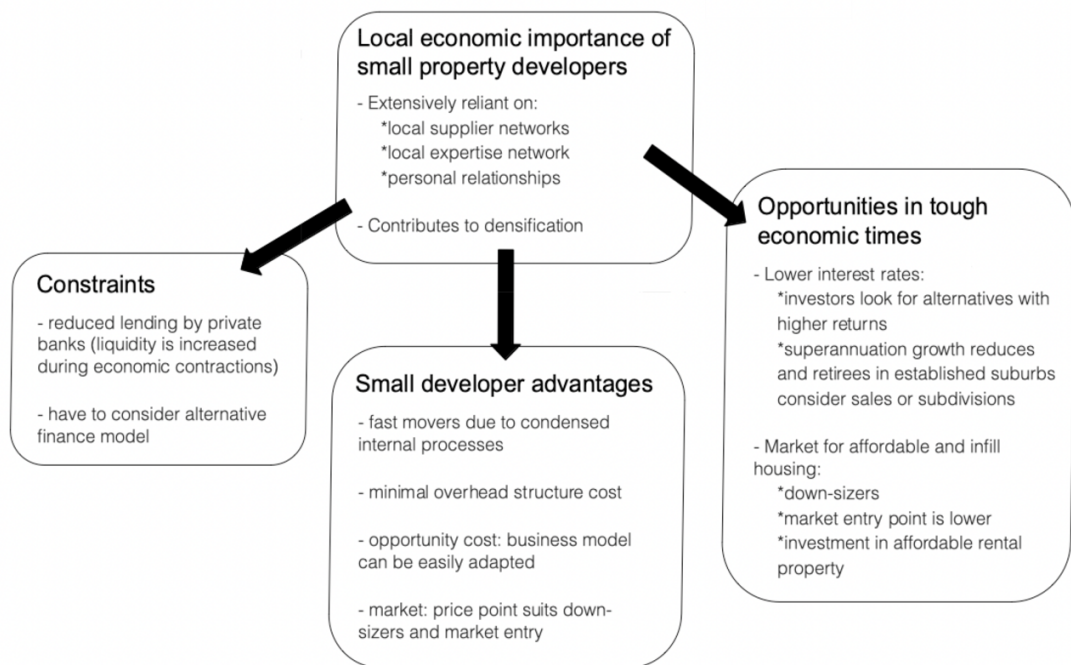 Local economic importance of
small property developers
- Extensively reliant on:
*local supplier networks
*local expertise network
*personal relationships
- Contributes to densification
Constraints
- reduced lending by private
banks (liquidity is increased
during economic contractions)
- have to consider alternative
finance model
Small developer advantages
- fast movers due to condensed
internal processes
- minimal overhead structure cost
- opportunity cost: business model
can be easily adapted
- market: price point suits down-
sizers and market entry
Opportunities in tough
economic times
- Lower interest rates:
*investors look for alternatives with
higher returns
*superannuation growth reduces
and retirees in established suburbs
consider sales or subdivisions
- Market for affordable and infill
housing:
*down-sizers
*market entry point is lower
*investment in affordable rental
property